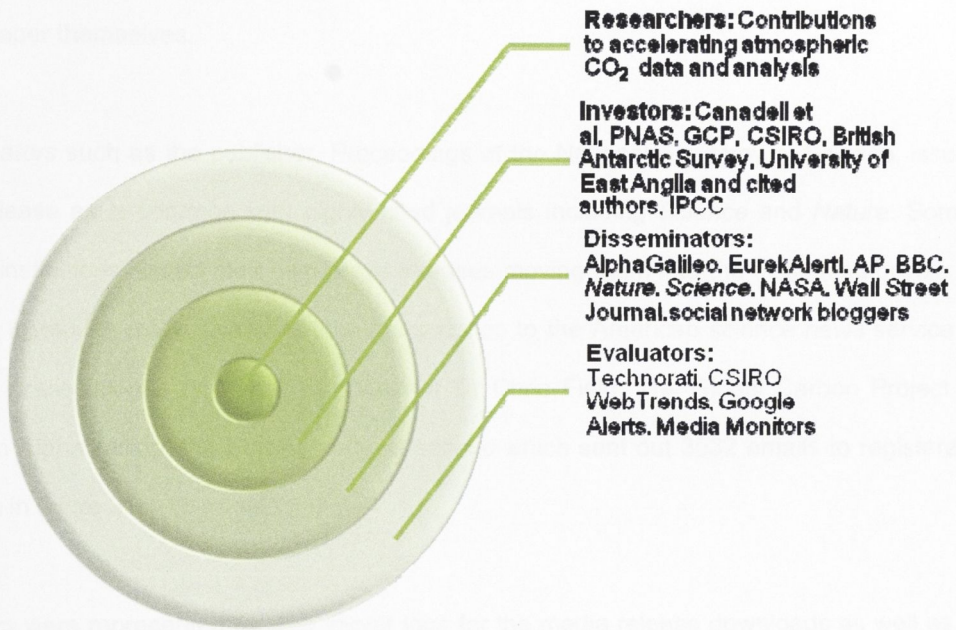 Researchers: Contributions
to accelerating atmospheric
CO₂ data and analysis
Investors: Canadell et
al, PNAS, GCP, CSIRO, British
Antarctic Survey, University of
East Anglia and cited
authors, IPCC
Disseminators:
AlphaGalileo, EurekAlert!, AP, BBC,
Nature, Science, NASA, Wall Street
Journal.social network bloggers
Evaluators:
Technorati, CSIRO
WebTrends, Google
Alerts, Media Monitors